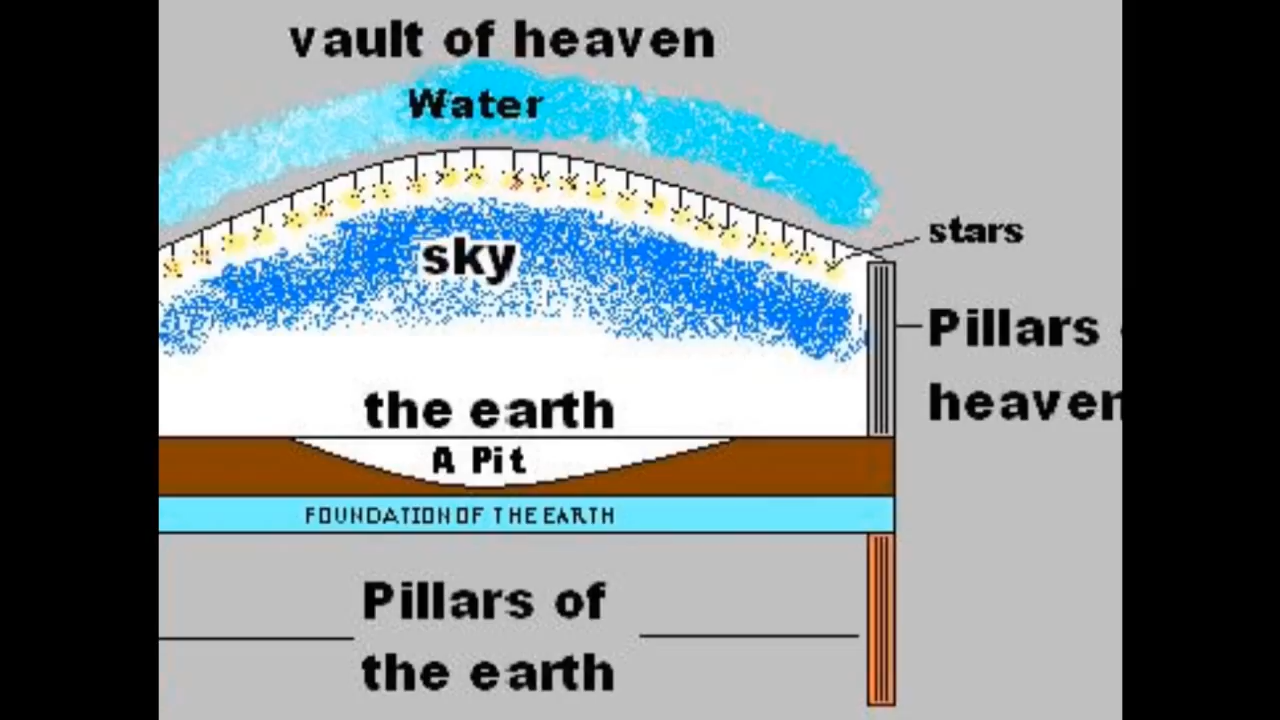 vault of heaven
Water
stars
sky
Pillars
heaven
the earth
A Pit
FOUNDATION OF THE EARTH
Pillars of
the earth